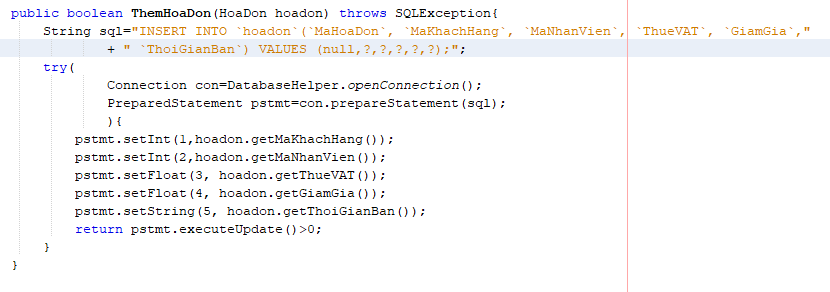 public boolean ThemHoaDon(HoaDon hoadon) throws SQLException{
String sql="INSERT INTO `hoadon`(`MaHoaDon`, `MaKhachHang`, `MaNhanVien`, `ThueVAT`, `GiamGia`,"
+ " `ThoiGianBan`) VALUES (null,?,?,?,?,?);";
try(
Connection con=DatabaseHelper.openConnection();
PreparedStatement pstmt=con.prepareStatement(sql);
){
pstmt.setInt(1,hoadon.getMaKhachHang());
pstmt.setInt(2,hoadon.getMaNhanVien());
pstmt.setFloat(3, hoadon.getThueVAT());
pstmt.setFloat(4, hoadon.getGiamGia());
pstmt.setString(5, hoadon.getThoiGianBan());
return pstmt.executeUpdate()>0;
}
}